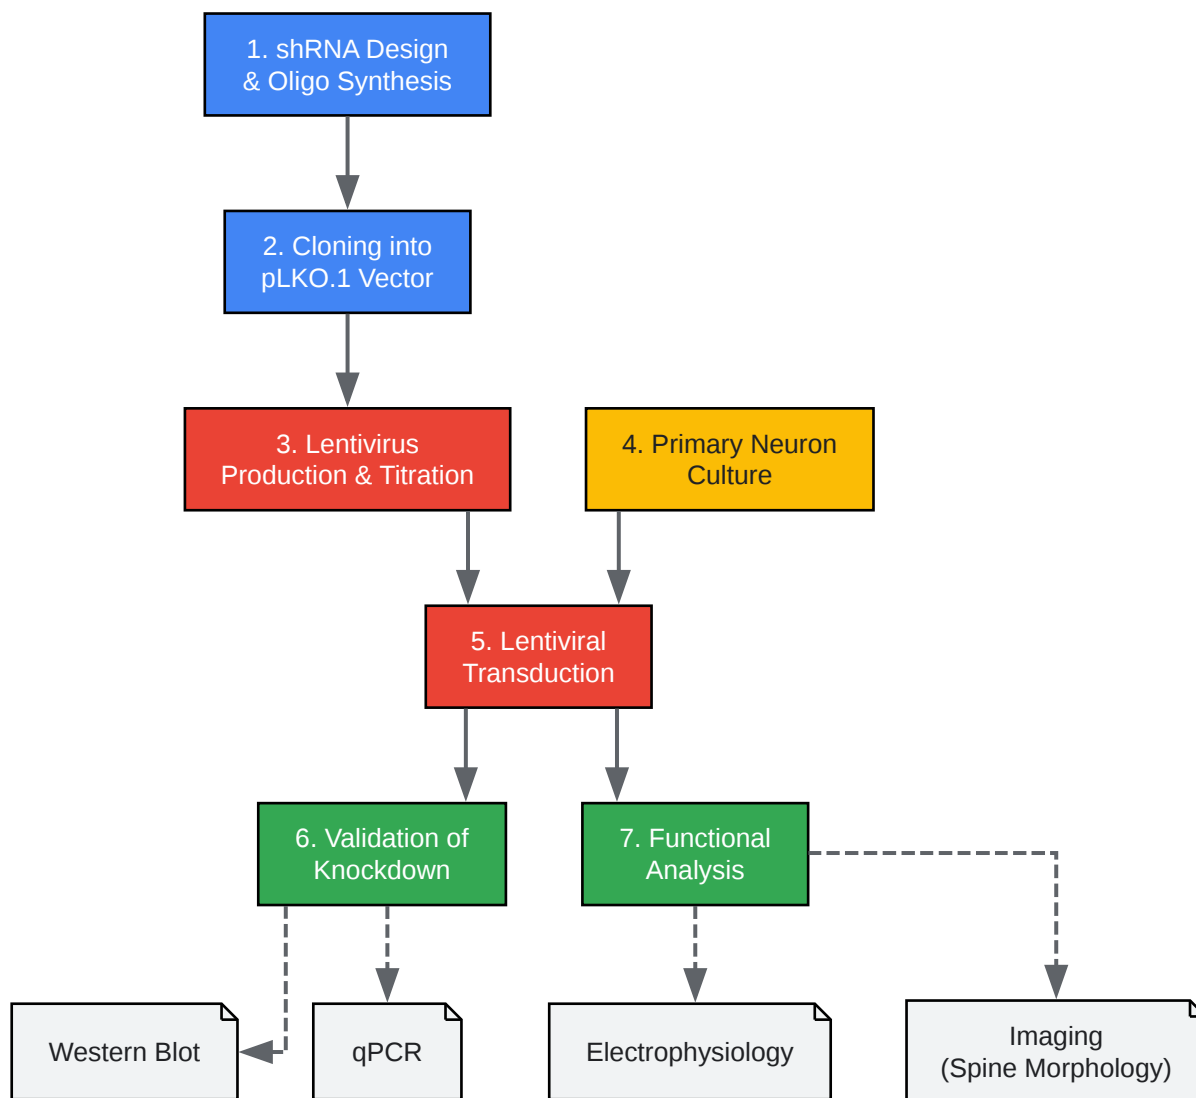 1. shRNA Design
& Oligo Synthesis
2. Cloning into
pLKO.1 Vector
3. Lentivirus
Production & Titration
4. Primary Neuron
Culture
5. Lentiviral
Transduction
6. Validation of
Knockdown
7. Functional
Analysis
Western Blot
qPCR
Electrophysiology
Imaging
(Spine Morphology)